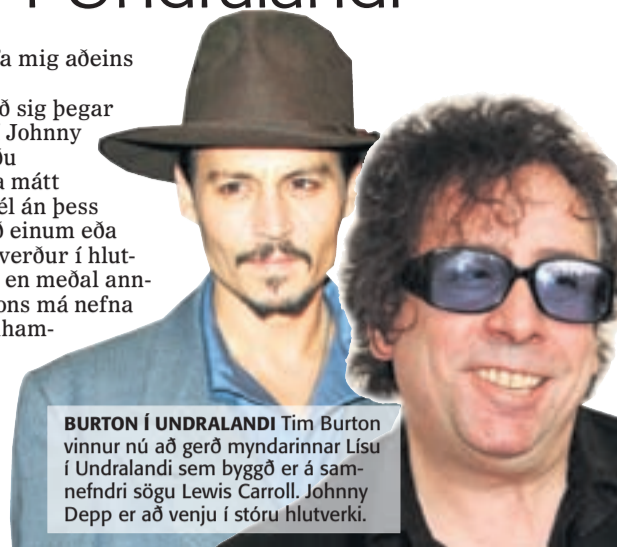 í Undralandi
a mig aðeins
ð sig þegar
Johnny
ðu
a mátt
él án þess
ð einum eða
verður í hlut-
en meðal ann-
ons má nefna
ham-
BURTON Í UNDRALANDI Tim Burton
vinnur nú að gerð myndarinnar Lísu
í Undralandi sem byggð er á sam-
nefndri sögu Lewis Carroll. Johnny
Depp er að venju í stóru hlutverki.